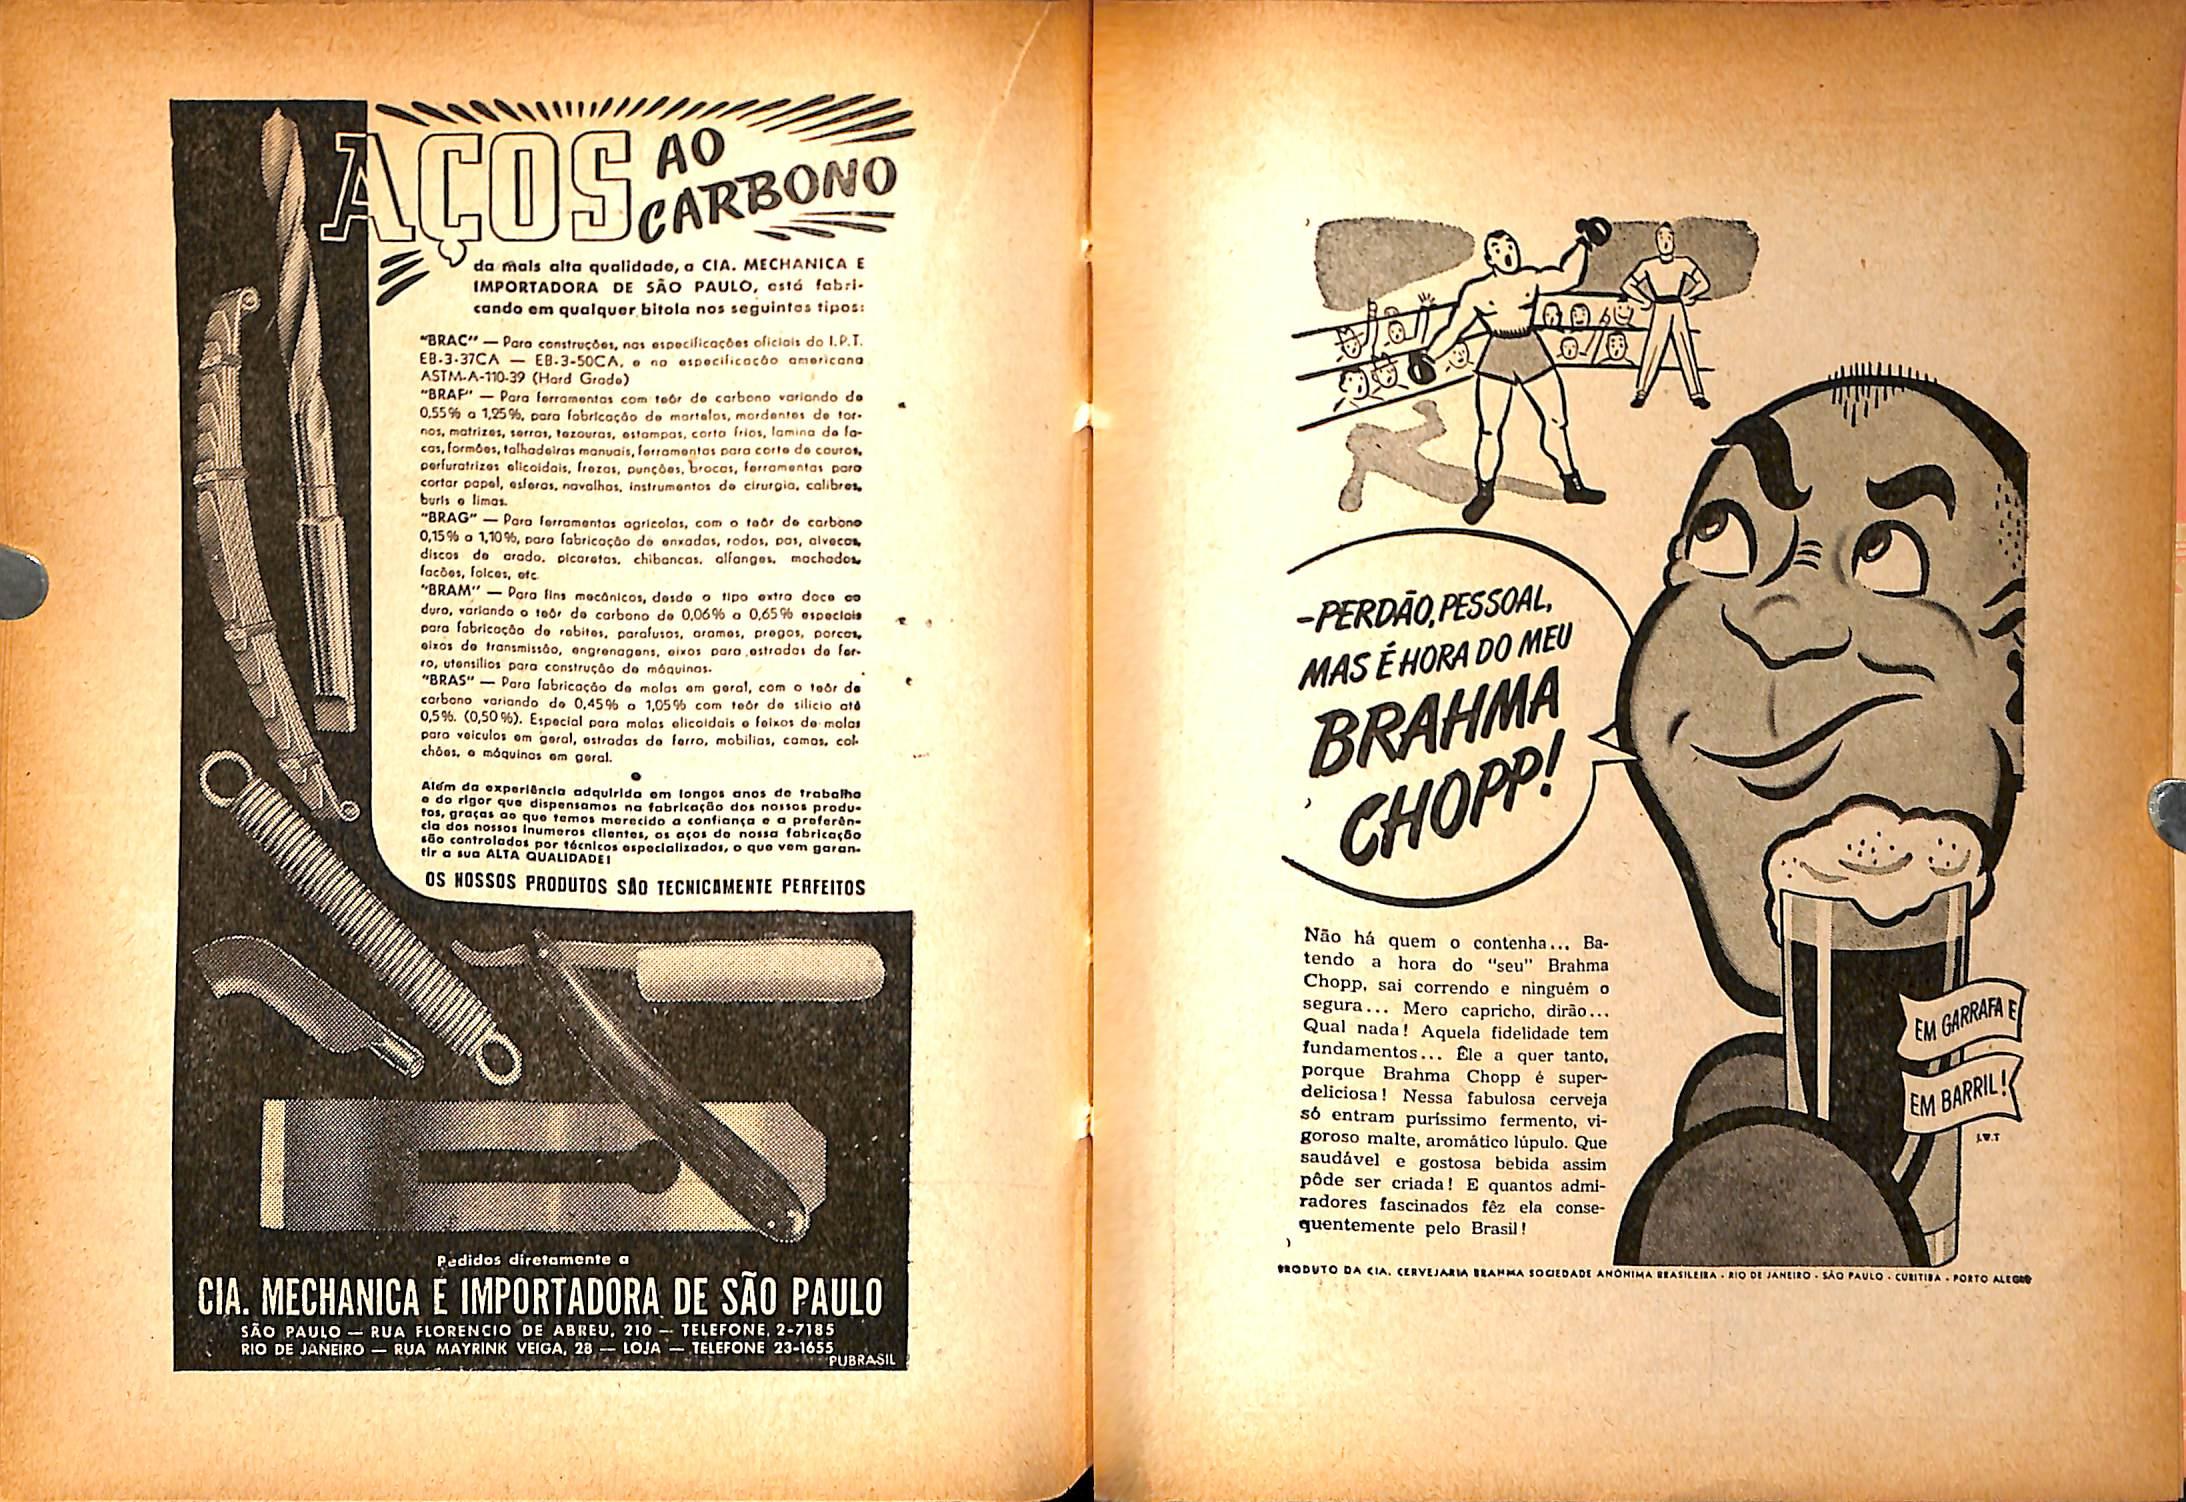 AÇOS AO
CARBONO
da mais alta qualidade, a CIA. MECHANICA E
IMPORTADORA DE SÃO PAULO, está fabri-
cando em qualquer bitola nos seguintes tipos:
"BRAC" — Para construções, nas especificações oficiais do I.P.T.
EB-3-37CA — EB-3-50CA, e na especificação americana
ASTM-A-110-39 (Hard Grade)
"BRAF" — Para ferramentas com teôr de carbono variando de
0,55% a 1,25%, para fabricação de martelos, mordentes de tor-
nos, matrizes, serras, tezouras, estampas, corta frios, lamina de fa-
cas, formões, talhadeiras manuais, ferramentas para corte de couros,
perfuratrizes elicoidais, frezas, punções, brocas, ferramentas para
cortar papel, esferas, navalhas, instrumentos de cirurgia, calibres,
buris e limas.
"BRAG" — Para ferramentas agricolas, com o teôr de carbono
0,15% a 1,10%, para fabricação de enxadas, rodos, pas, alvecas,
discos de arado, picaretas, chibancas, alfanges, machados,
facões, foices, etc.
"BRAM" — Para fins mecânicos, desde o tipo extra doce ao
duro, variando o teôr de carbono de 0,06% a 0,65% especiais
para fabricação de rebites, parafusos, arames, pregos, porcas,
eixos de transmissão, engrenagens, eixos para estradas de fer-
ro, utensilios para construção de máquinas.
"BRAS" — Para fabricação de molas em geral, com o teôr de
carbono variando de 0,45% a 1,05% com teôr de silicio até
0,5%. (0,50%). Especial para molas elicoidais e feixes de molas
para veiculos em geral, estradas de ferro, mobilias, camas, col-
chões, e máquinas em geral.
Além da experiência adquirida em longos anos de trabalho
e do rigor que dispensamos na fabricação dos nossos produ-
tos, graças ao que temos merecido a confiança e a preferên-
cia dos nossos inumeros clientes, os aços de nossa fabricação
são controlados por técnicos especializados, o que vem garan-
tir a sua ALTA QUALIDADE!
OS NOSSOS PRODUTOS SÃO TECNICAMENTE PERFEITOS
Pedidos diretamente a
CIA. MECHANICA E IMPORTADORA DE SÃO PAULO
SÃO PAULO — RUA FLORENCIO DE ABREU, 210 — TELEFONE, 2-7185
RIO DE JANEIRO — RUA MAYRINK VEIGA, 28 — LOJA — TELEFONE 23-1655
PUBRASIL
-PERDÃO, PESSOAL,
MAS É HORA DO MEU
BRAHMA
CHOPP!
Não há quem o contenha... Ba-
tendo a hora do "seu" Brahma
Chopp, sai correndo e ninguém o
segura... Mero capricho, dirão...
Qual nada! Aquela fidelidade tem
fundamentos... Êle a quer tanto,
porque Brahma Chopp é super-
deliciosa! Nessa fabulosa cerveja
só entram puríssimo fermento, vi-
goroso malte, aromático lúpulo. Que
saudável e gostosa bebida assim
pôde ser criada! E quantos admi-
radores fascinados fêz ela conse-
quentemente pelo Brasil!
EM GARRAFA E
EM BARRIL!
J.W.T
PRODUTO DA CIA. CERVEJARIA BRAHMA SOCIEDADE ANÔNIMA BRASILEIRA - RIO DE JANEIRO - SÃO PAULO - CURITIBA - PORTO ALEGRE